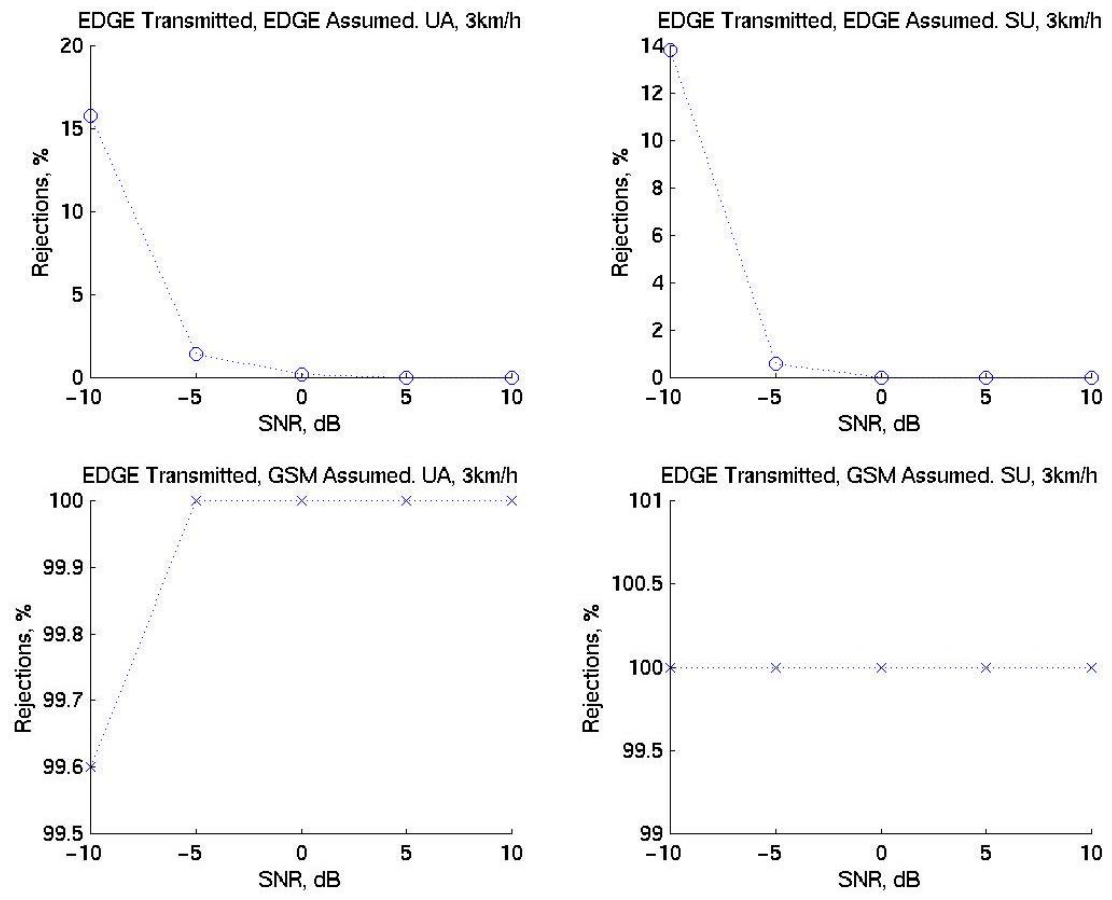 EDGE Transmitted, EDGE Assumed. UA, 3km/h
20
15
10
5
0
Rejections, %
-10 -5 0 5 10
SNR, dB
EDGE Transmitted, EDGE Assumed. SU, 3km/h
14
12
10
8
6
4
2
0
Rejections, %
-10 -5 0 5 10
SNR, dB
EDGE Transmitted, GSM Assumed. UA, 3km/h
100
99.9
99.8
99.7
99.6
99.5
Rejections, %
-10 -5 0 5 10
SNR, dB
EDGE Transmitted, GSM Assumed. SU, 3km/h
101
100.5
100
99.5
99
Rejections, %
-10 -5 0 5 10
SNR, dB